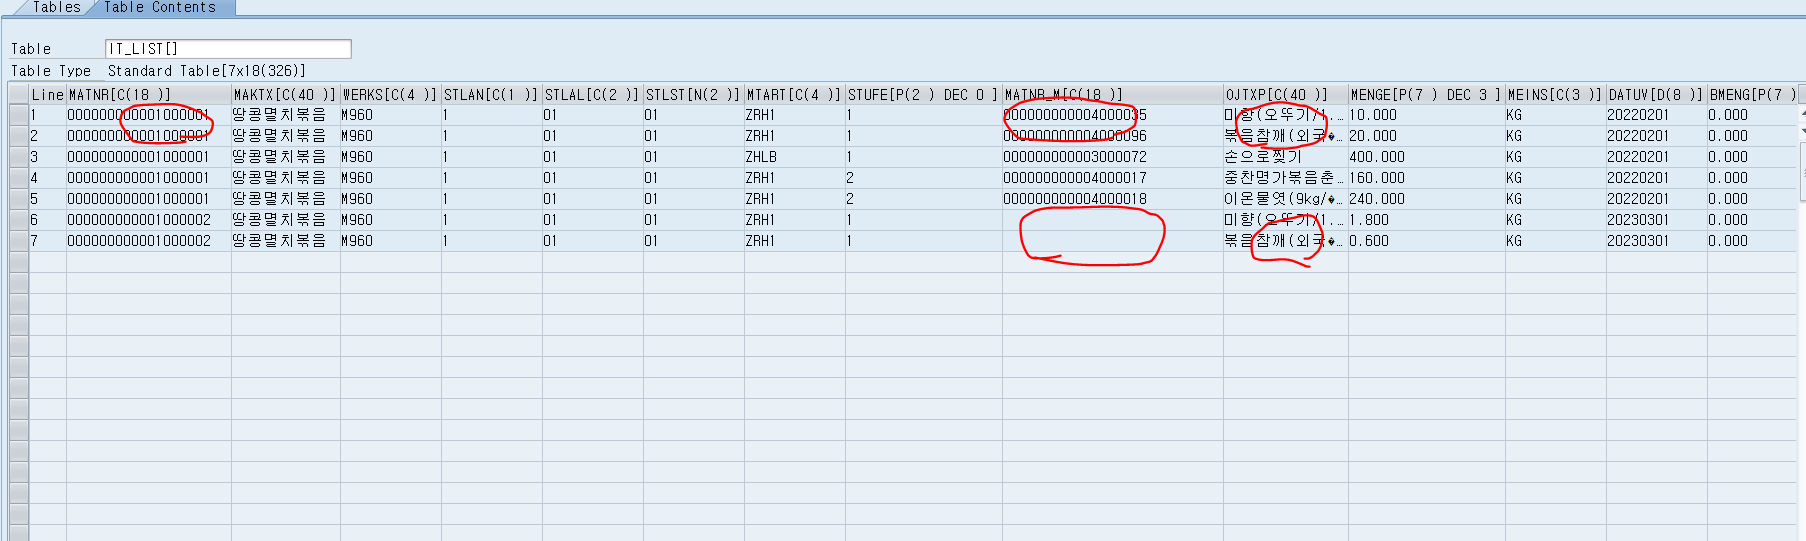 Tables Table Contents
Table IT_LIST[]
Table Type Standard Table[7x18(326)]
Line MATNR[C(18 )] MAKTX[C(40 )] WERKS[C(4 )] STLAN[C(1 )] STLAL[C(2 )] STLST[N(2 )] MTART[C(4 )] STUFE[P(2 ) DEC 0 ] MATNR_M[C(18 )] OJTXP[C(40 )] MENGE[P(7 ) DEC 3 ] MEINS[C(3 )] DATUV[D(8 )] BMENG[P(7 )
1 000000000001000001 땅콩멸치볶음 M960 1 01 01 ZRH1 1 000000000004000035 미향(오뚜기/1... 10.000 KG 20220201 0.000
2 000000000001000001 땅콩멸치볶음 M960 1 01 01 ZRH1 1 000000000004000096 볶음참깨(외국�... 20.000 KG 20220201 0.000
3 000000000001000001 땅콩멸치볶음 M960 1 01 01 ZHLB 1 000000000003000072 손으로찢기 400.000 KG 20220201 0.000
4 000000000001000001 땅콩멸치볶음 M960 1 01 01 ZRH1 2 000000000004000017 중찬명가볶음춘... 160.000 KG 20220201 0.000
5 000000000001000001 땅콩멸치볶음 M960 1 01 01 ZRH1 2 000000000004000018 이온물엿(9kg/�... 240.000 KG 20220201 0.000
6 000000000001000002 땅콩멸치볶음 M960 1 01 01 ZRH1 1 미향(오뚜기/1... 1.800 KG 20230301 0.000
7 000000000001000002 땅콩멸치볶음 M960 1 01 01 ZRH1 1 볶음참깨(외국�... 0.600 KG 20230301 0.000